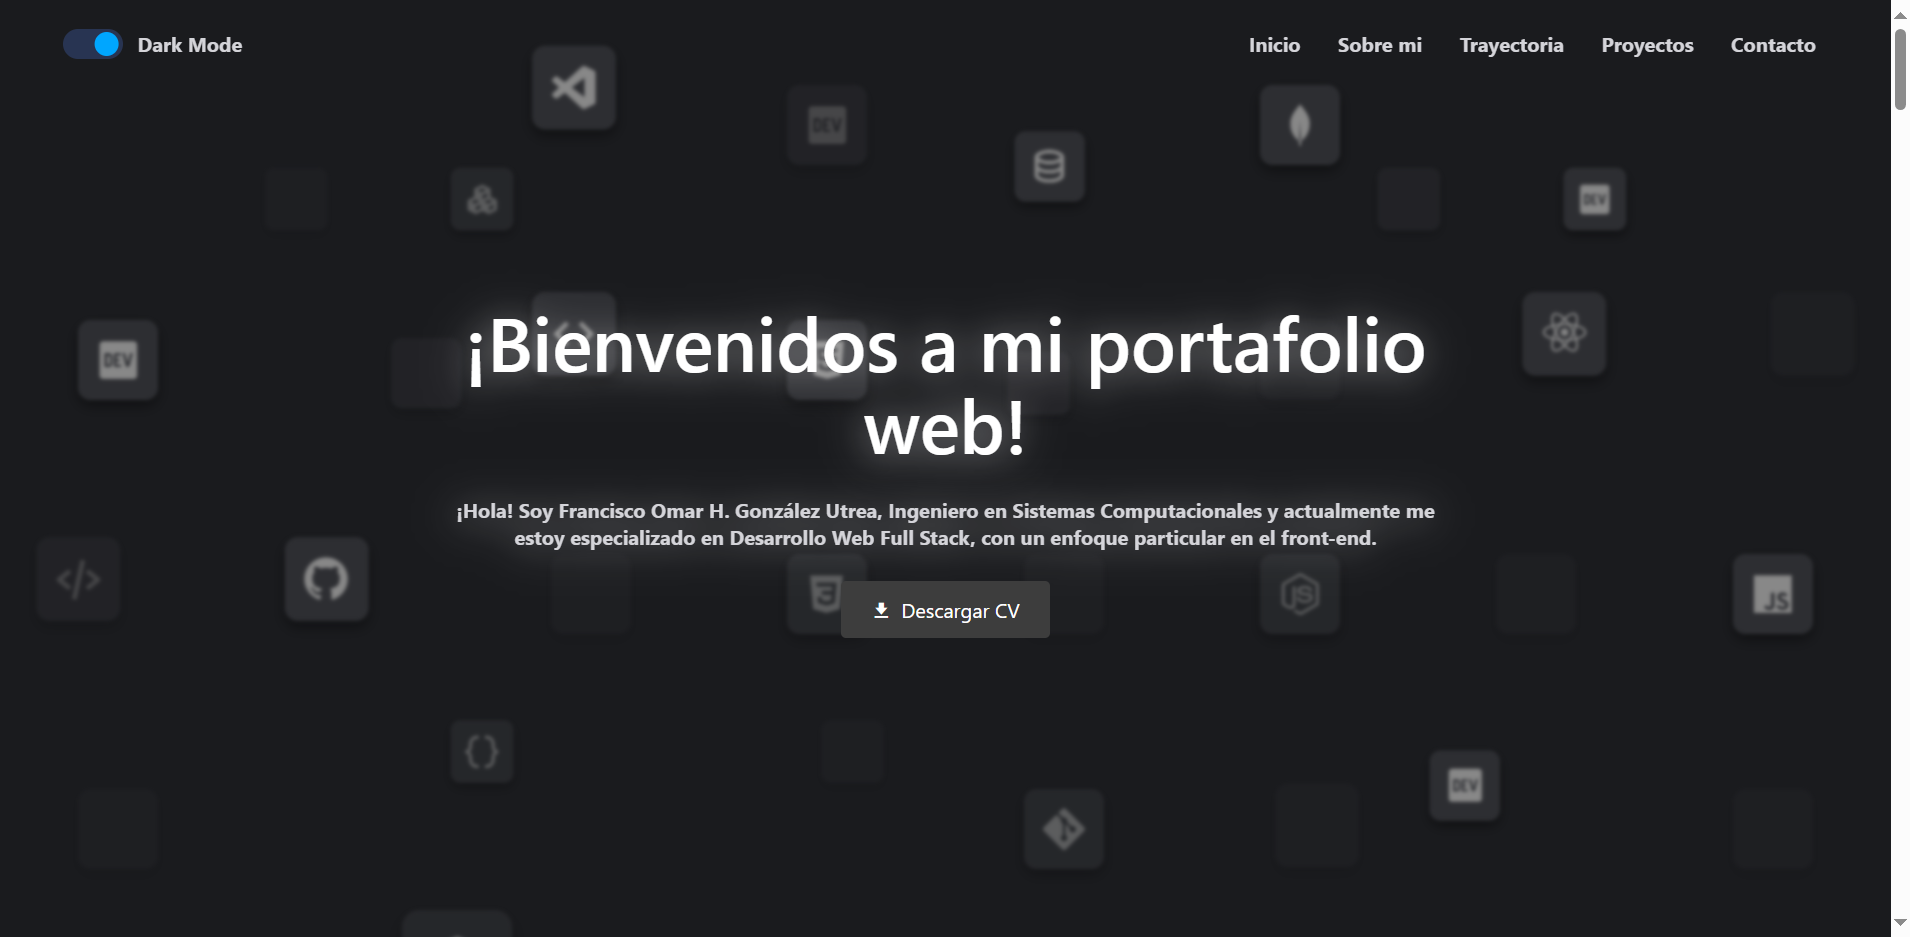 Dark Mode
Inicio
Sobre mi
Trayectoria
Proyectos
Contacto
DEV
DEV
DEV
¡Bienvenidos a mi portafolio
web!
¡Hola! Soy Francisco Omar H. González Utrea, Ingeniero en Sistemas Computacionales y actualmente me
estoy especializado en Desarrollo Web Full Stack, con un enfoque particular en el front-end.
</>
JS
JS
Descargar CV
{}
DEV